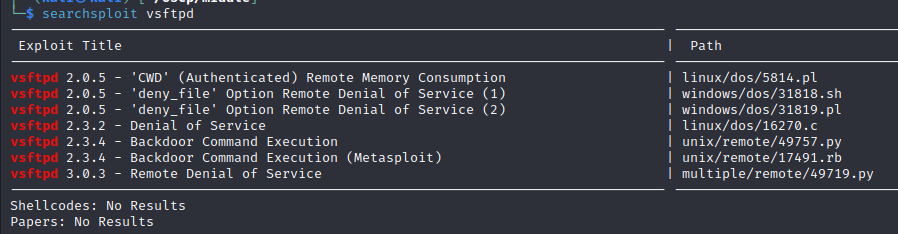 └─$ searchsploit vsftpd
Exploit Title | Path
vsftpd 2.0.5 - 'CWD' (Authenticated) Remote Memory Consumption | linux/dos/5814.pl
vsftpd 2.0.5 - 'deny_file' Option Remote Denial of Service (1) | windows/dos/31818.sh
vsftpd 2.0.5 - 'deny_file' Option Remote Denial of Service (2) | windows/dos/31819.pl
vsftpd 2.3.2 - Denial of Service | linux/dos/16270.c
vsftpd 2.3.4 - Backdoor Command Execution | unix/remote/49757.py
vsftpd 2.3.4 - Backdoor Command Execution (Metasploit) | unix/remote/17491.rb
vsftpd 3.0.3 - Remote Denial of Service | multiple/remote/49719.py
Shellcodes: No Results
Papers: No Results